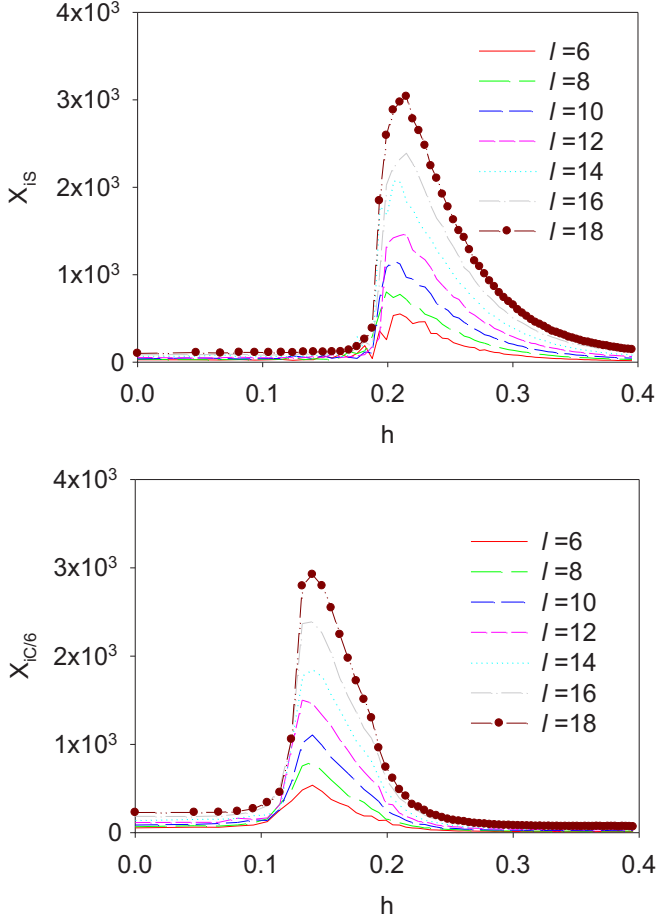 4x10³
3x10³
2x10³
1x10³
0
X_iS
l =6
l =8
l =10
l =12
l =14
l =16
l =18
0.0 0.1 0.2 0.3 0.4
h
4x10³
3x10³
2x10³
1x10³
0
X_iC/6
l =6
l =8
l =10
l =12
l =14
l =16
l =18
0.0 0.1 0.2 0.3 0.4
h